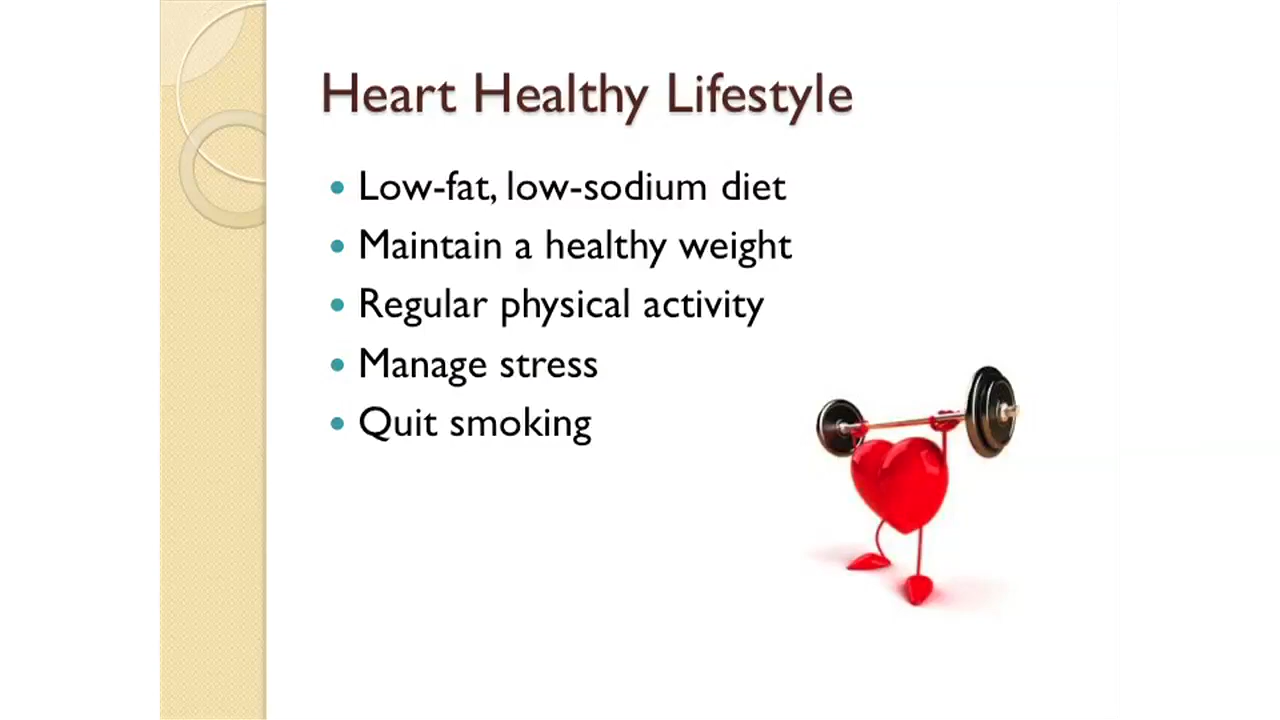 Heart Healthy Lifestyle
• Low-fat, low-sodium diet
• Maintain a healthy weight
• Regular physical activity
• Manage stress
• Quit smoking